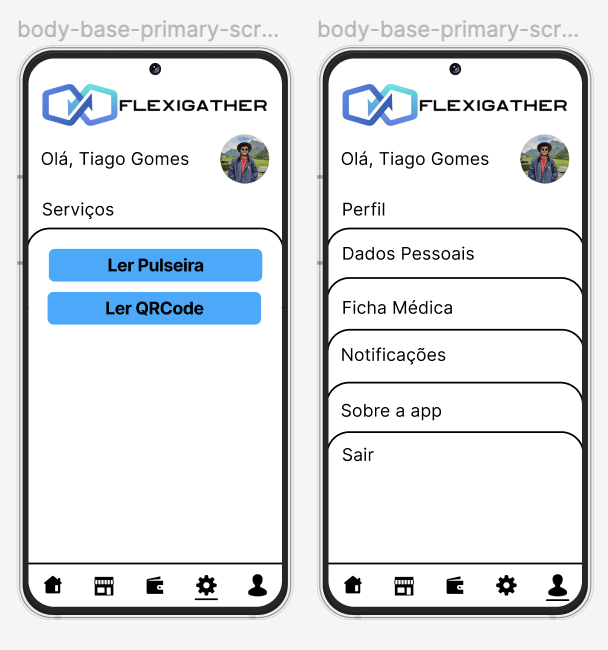 body-base-primary-scr...
FLEXIGATHER
Olá, Tiago Gomes
Serviços
Ler Pulseira
Ler QRCode
body-base-primary-scr...
FLEXIGATHER
Olá, Tiago Gomes
Perfil
Dados Pessoais
Ficha Médica
Notificações
Sobre a app
Sair